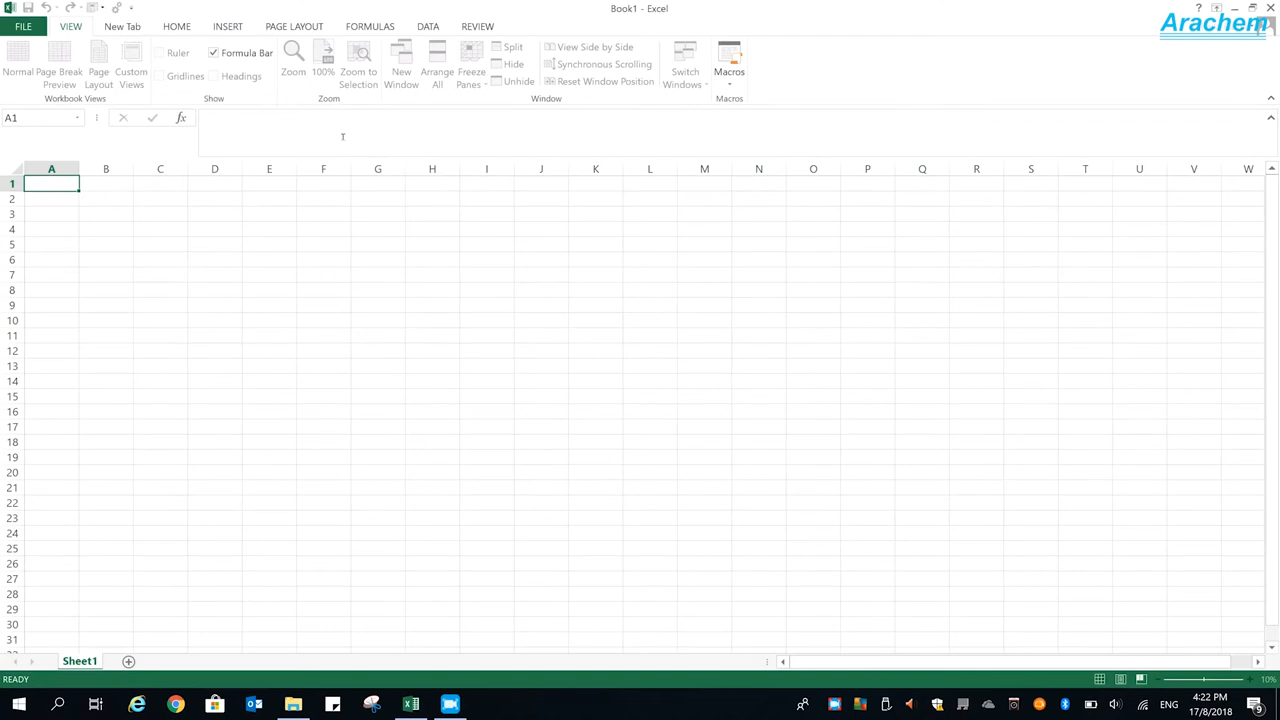 Book1 - Excel
?
Arachem
FILE VIEW New Tab HOME INSERT PAGE LAYOUT FORMULAS DATA REVIEW
Normal Page Break Preview Page Layout Custom Views
Workbook Views
Ruler Formula Bar
Gridlines Headings
Show
Zoom 100% Zoom to Selection
Zoom
New Window Arrange All Freeze Panes
Split View Side by Side
Hide Synchronous Scrolling
Unhide Reset Window Position
Switch Windows
Window
Macros
Macros
A1 fx
A B C D E F G H I J K L M N O P Q R S T U V W
1
2
3
4
5
6
7
8
9
10
11
12
13
14
15
16
17
18
19
20
21
22
23
24
25
26
27
28
29
30
31
Sheet1
READY 10%
ENG 4:22 PM
17/8/2018